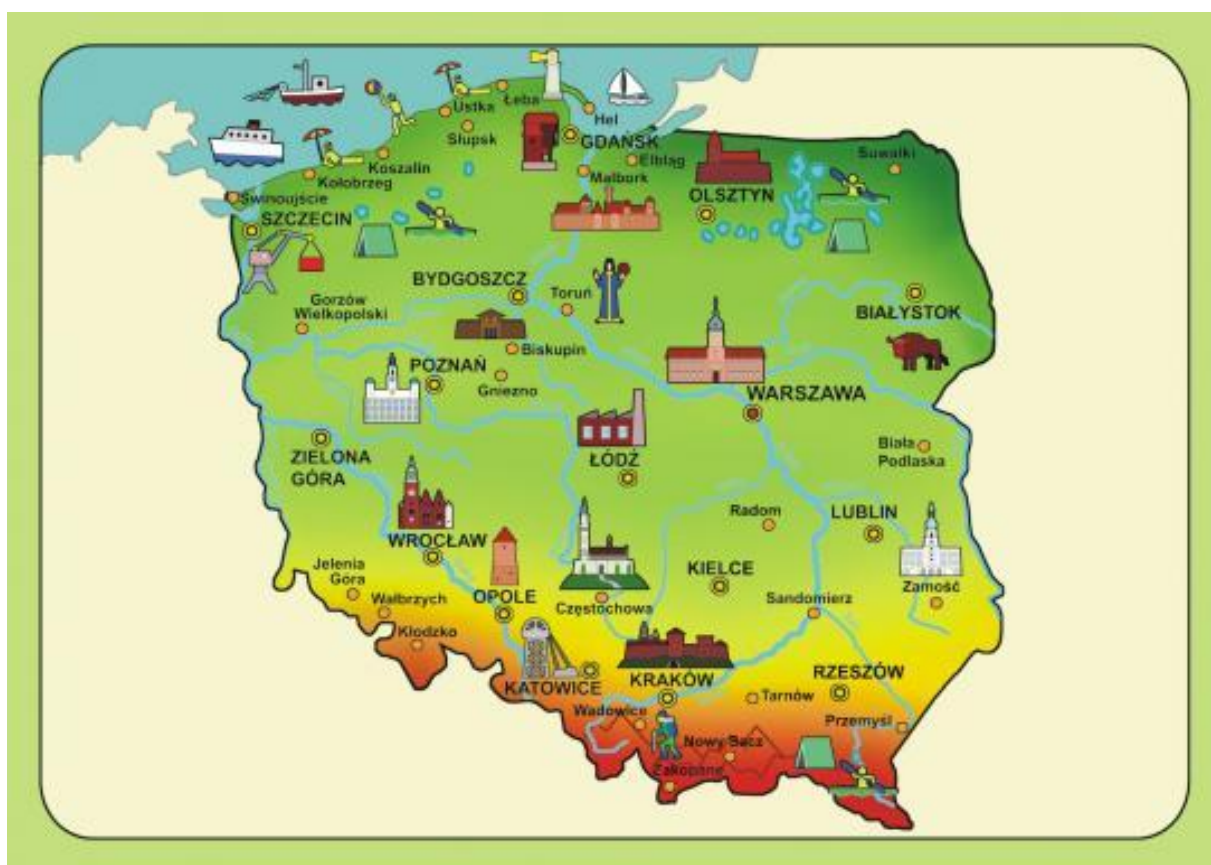 Łeba
Ustka
Hel
Słupsk
GDAŃSK
Koszalin
Elbląg
Suwałki
Kołobrzeg
Malbork
Świnoujście
OLSZTYN
SZCZECIN
BYDGOSZCZ
Toruń
Gorzów
Wielkopolski
BIAŁYSTOK
Biskupin
POZNAŃ
Gniezno
WARSZAWA
ZIELONA
GÓRA
ŁÓDŹ
Biała
Podlaska
Radom
LUBLIN
WROCŁAW
Jelenia
Góra
KIELCE
Wałbrzych
OPOLE
Częstochowa
Sandomierz
Zamość
Kłodzko
KATOWICE
KRAKÓW
RZESZÓW
Tarnów
Wadowice
Przemyśl
Nowy Sącz
Zakopane